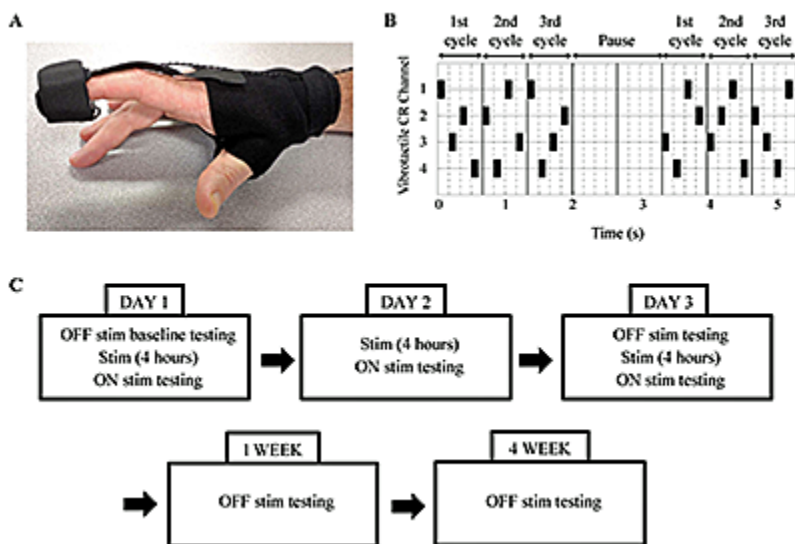 A
B
1st cycle 2nd cycle 3rd cycle Pause 1st cycle 2nd cycle 3rd cycle
Vibrotactile CR Channel
1
2
3
4
0 1 2 3 4 5
Time (s)
C
DAY 1
OFF stim baseline testing
Stim (4 hours)
ON stim testing
DAY 2
Stim (4 hours)
ON stim testing
DAY 3
OFF stim testing
Stim (4 hours)
ON stim testing
1 WEEK
OFF stim testing
4 WEEK
OFF stim testing